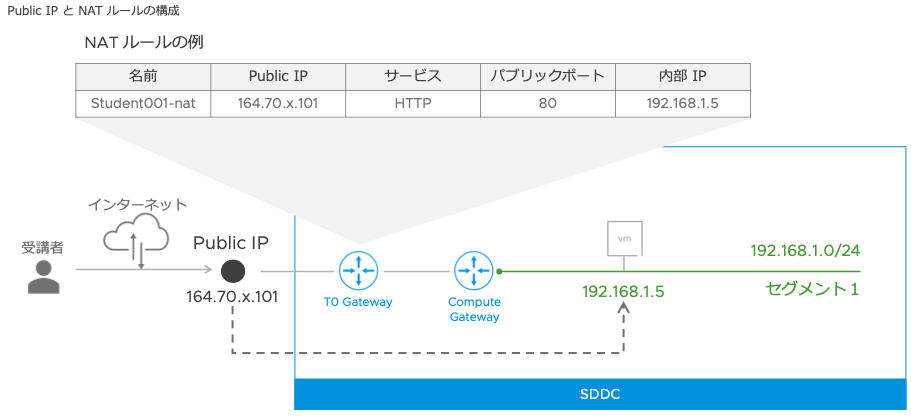 Public IP と NAT ルールの構成
NAT ルールの例
名前 Public IP サービス パブリックポート 内部 IP
Student001-nat 164.70.x.101 HTTP 80 192.168.1.5
インターネット
受講者
Public IP
164.70.x.101
T0 Gateway
Compute
Gateway
vm
192.168.1.5
192.168.1.0/24
セグメント 1
SDDC